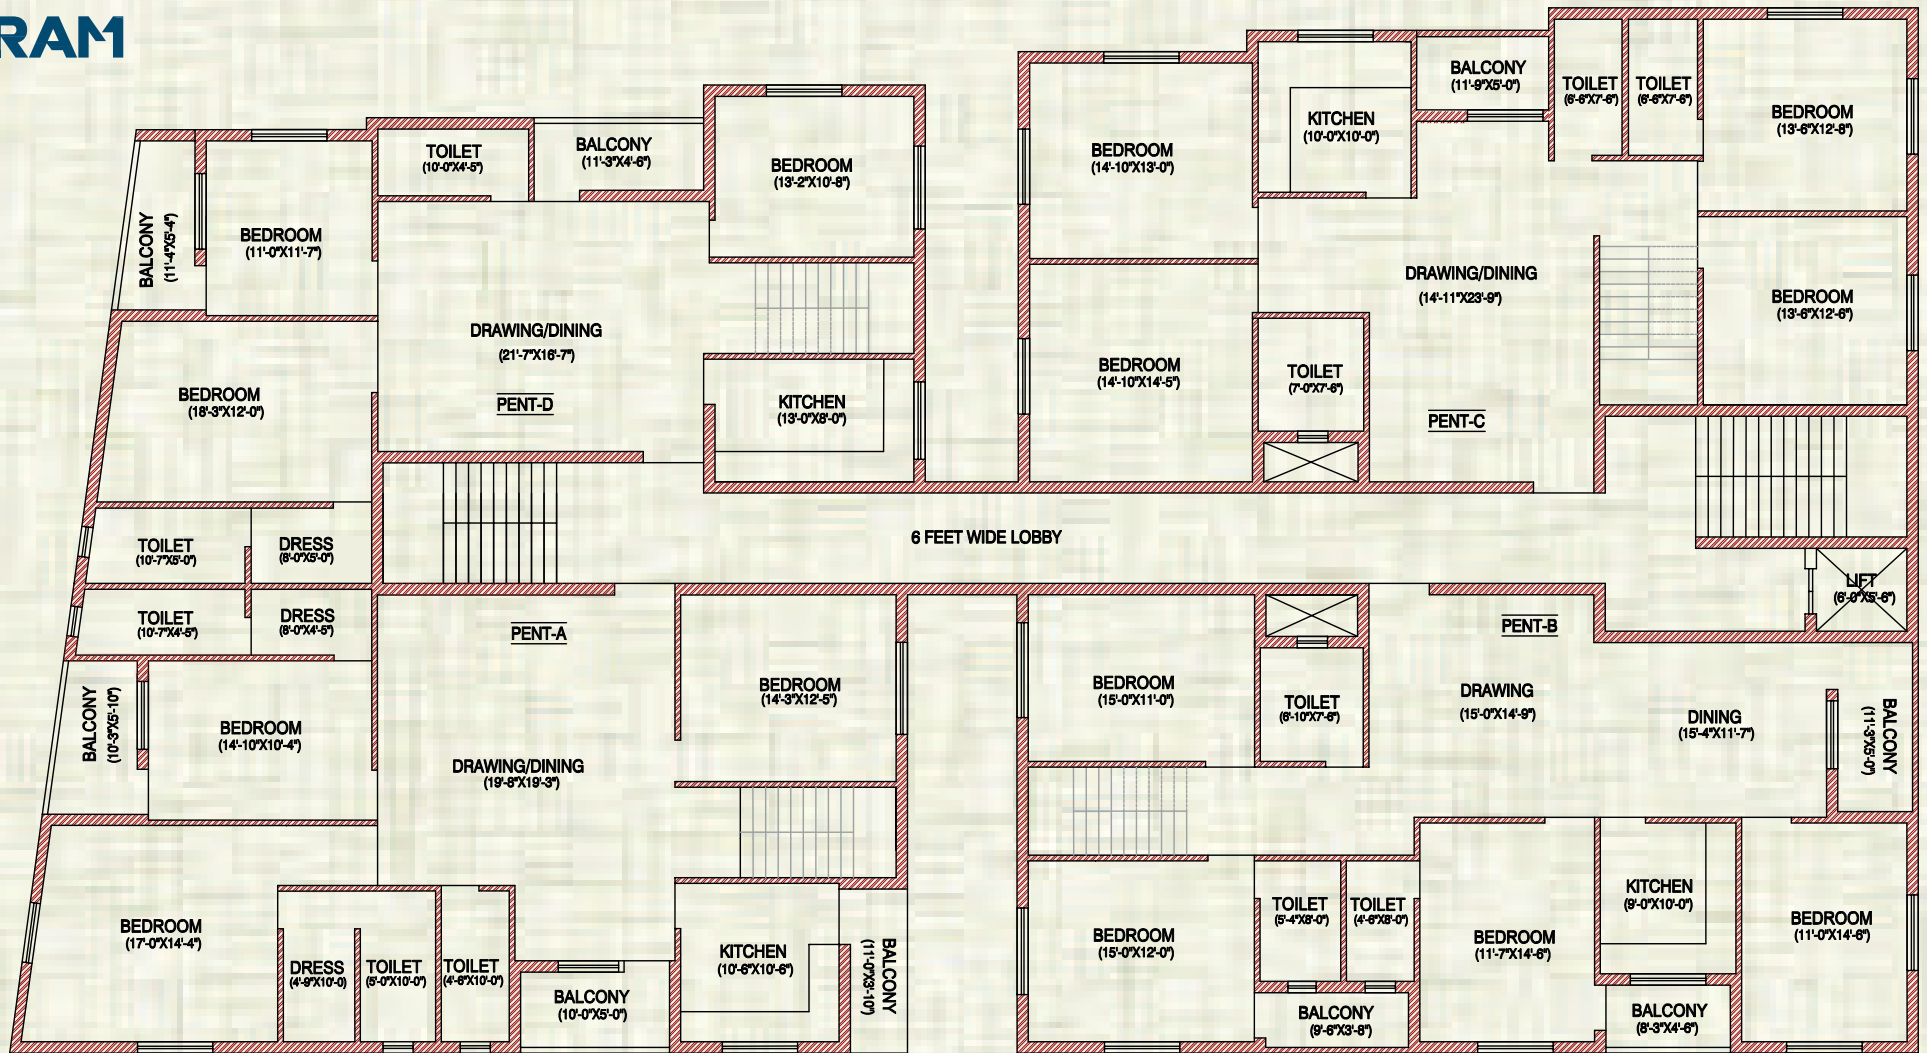 RAM
BALCONY
(11'-4"X5'-4")
BEDROOM
(11'-0"X11'-7")
TOILET
(10'-0"X4'-5")
BALCONY
(11'-3"X4'-6")
BEDROOM
(13'-2"X10'-8")
BEDROOM
(18'-3"X12'-0")
DRAWING/DINING
(21'-7"X16'-7")
PENT-D
KITCHEN
(13'-0"X8'-0")
TOILET
(10'-7"X5'-0")
DRESS
(8'-0"X5'-0")
BEDROOM
(14'-10"X13'-0")
KITCHEN
(10'-0"X10'-0")
BALCONY
(11'-9"X5'-0")
TOILET
(6'-6"X7'-6")
TOILET
(6'-6"X7'-6")
BEDROOM
(13'-6"X12'-8")
BEDROOM
(14'-10"X14'-5")
TOILET
(7'-0"X7'-6")
DRAWING/DINING
(14'-11"X23'-9")
PENT-C
BEDROOM
(13'-6"X12'-6")
6 FEET WIDE LOBBY
LIFT
(6'-0"X5'-6")
TOILET
(10'-7"X4'-5")
DRESS
(8'-0"X4'-5")
PENT-A
BALCONY
(10'-3"X5'-10")
BEDROOM
(14'-10"X10'-4")
DRAWING/DINING
(19'-8"X19'-3")
BEDROOM
(14'-3"X12'-5")
BEDROOM
(17'-0"X14'-4")
DRESS
(4'-9"X10'-0)
TOILET
(5'-0"X10'-0")
TOILET
(4'-6"X10'-0")
BALCONY
(10'-0"X5'-0")
KITCHEN
(10'-6"X10'-6")
BALCONY
(11'-0"X3'-10")
BEDROOM
(15'-0"X11'-0")
TOILET
(6'-10"X7'-6")
PENT-B
DRAWING
(15'-0"X14'-9")
DINING
(15'-4"X11'-7")
BALCONY
(11'-3"X5'-0")
BEDROOM
(15'-0"X12'-0")
TOILET
(5'-4"X8'-0")
TOILET
(4'-6"X8'-0")
BALCONY
(9'-6"X3'-8")
BEDROOM
(11'-7"X14'-6")
KITCHEN
(9'-0"X10'-0")
BALCONY
(8'-3"X4'-6")
BEDROOM
(11'-0"X14'-6")